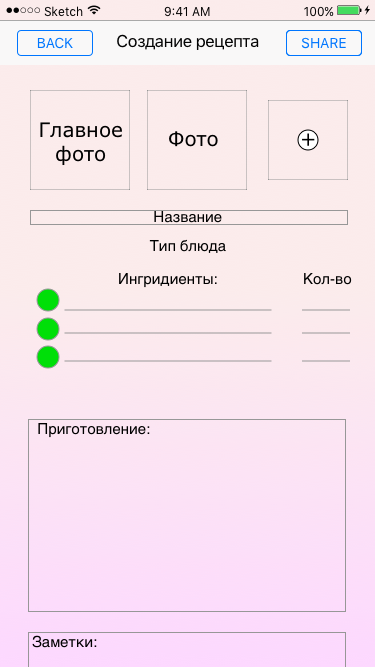 Sketch 9:41 AM 100%
BACK Создание рецепта SHARE
Главное
фото
Фото
Название
Тип блюда
Ингридиенты: Кол-во
Приготовление:
Заметки: